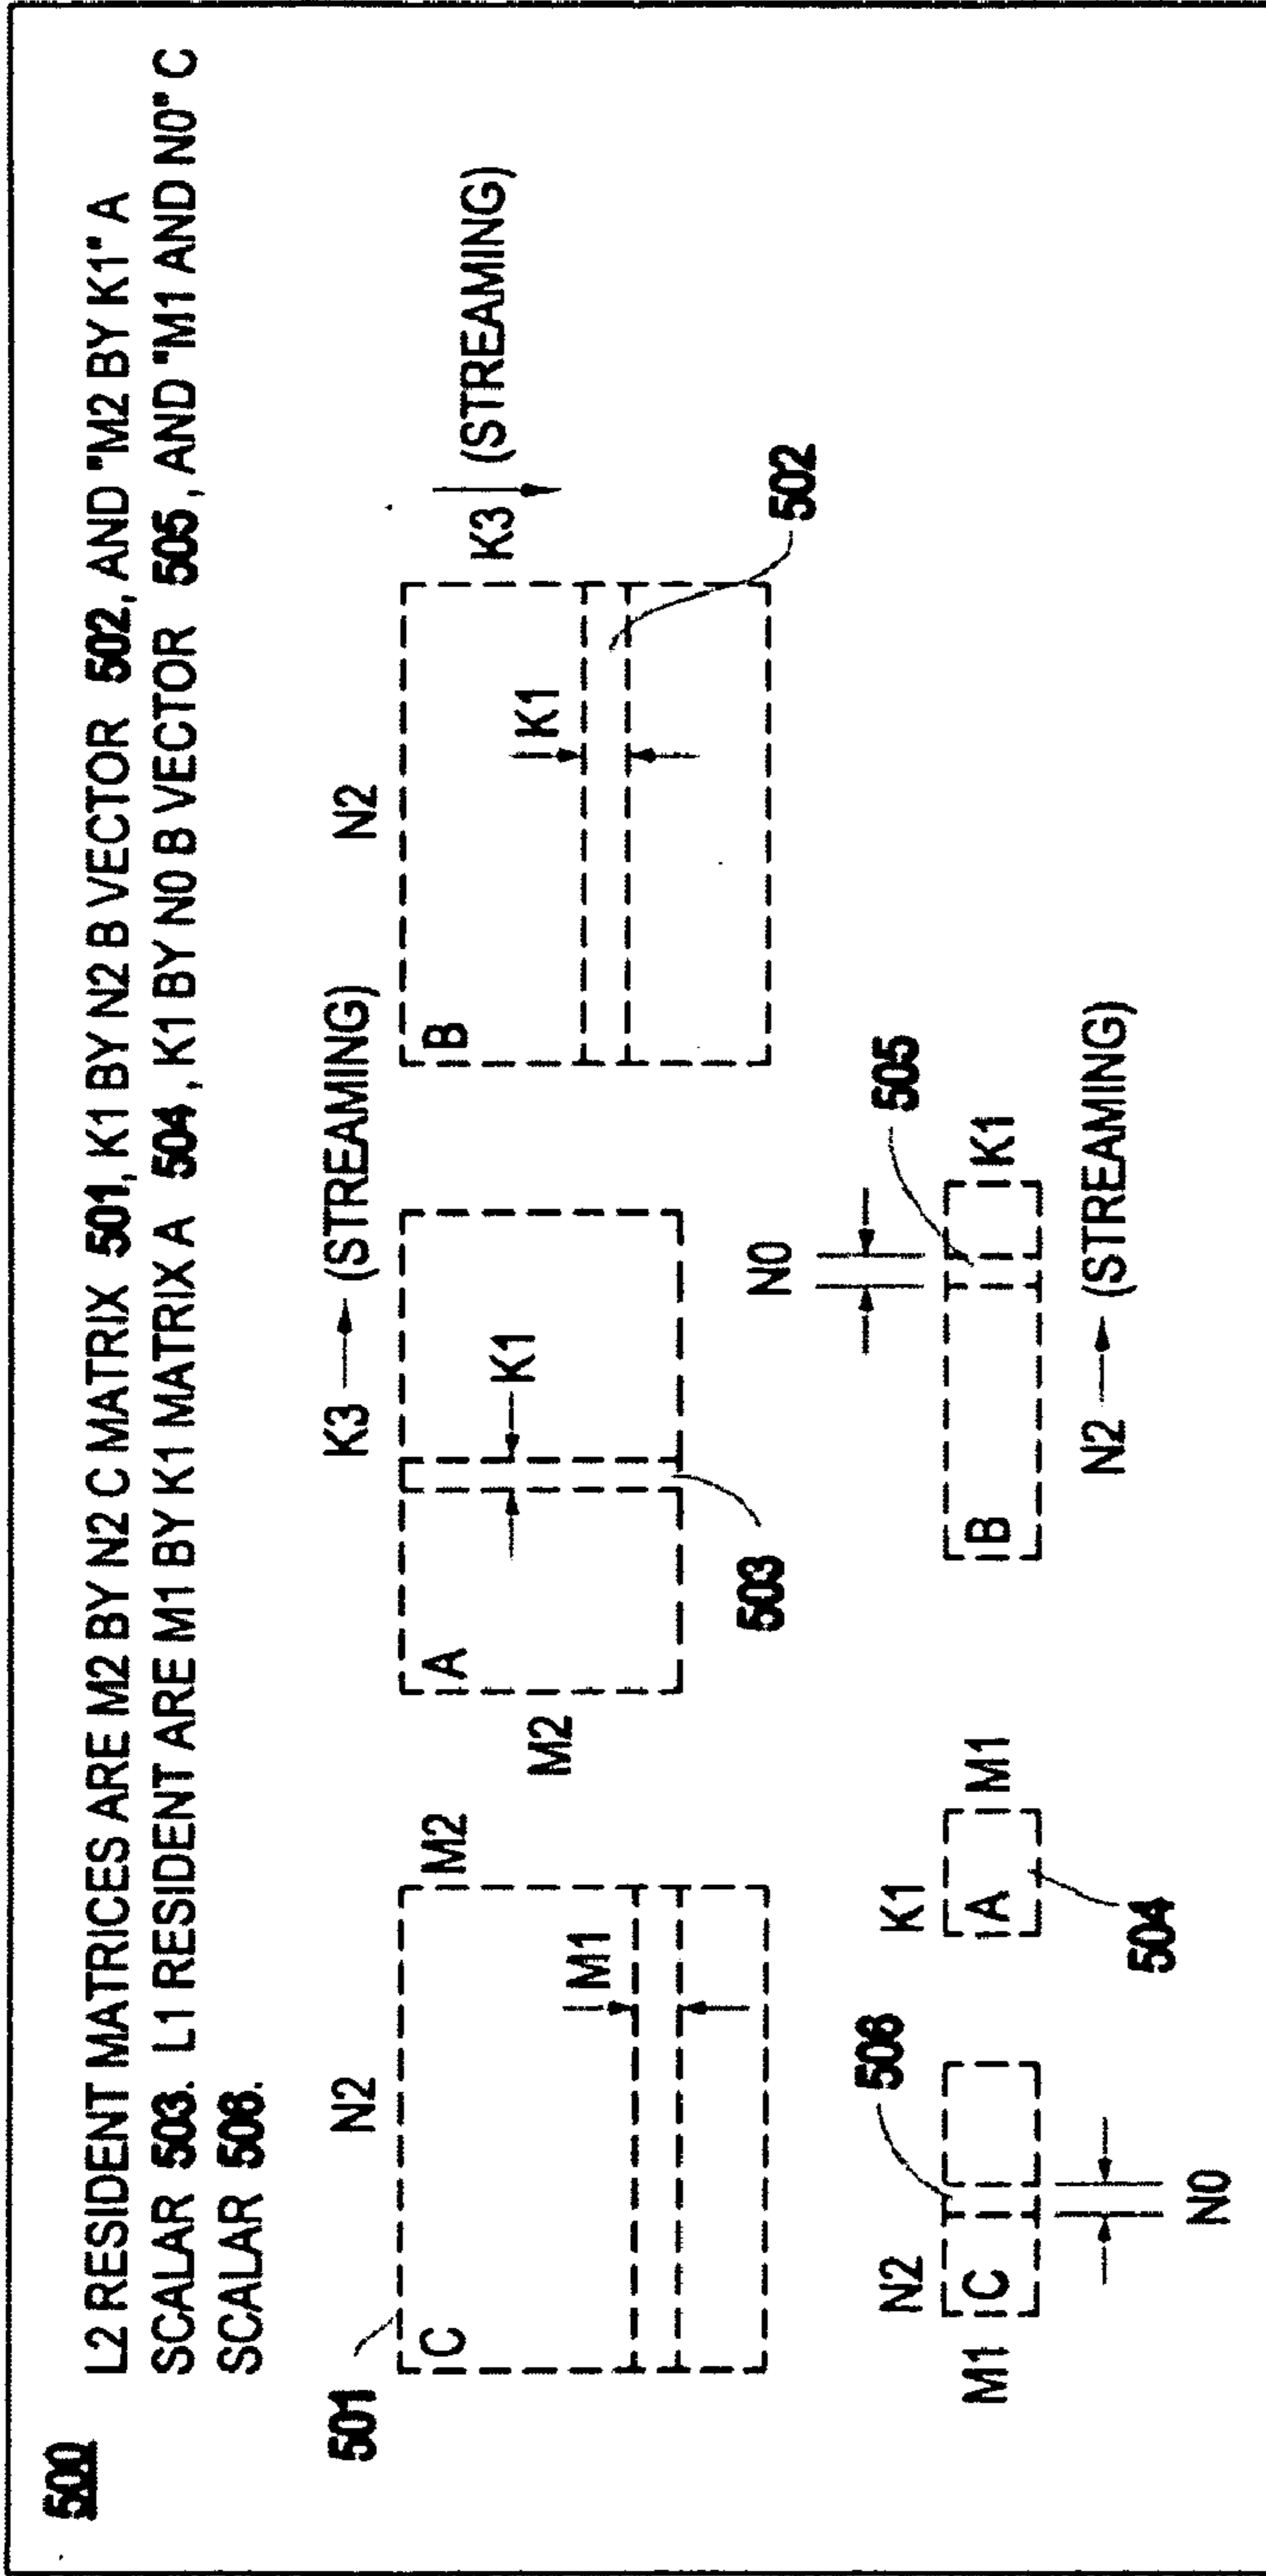 500
L2 RESIDENT MATRICES ARE M2 BY N2 C MATRIX 501, K1 BY N2 B VECTOR 502, AND "M2 BY K1" A
SCALAR 503. L1 RESIDENT ARE M1 BY K1 MATRIX A 504, K1 BY N0 B VECTOR 505, AND "M1 AND N0" C
SCALAR 506.
501
N2
C
M2
M1
K3 (STREAMING)
A
M2
K1
503
N2
B
K1
K3 (STREAMING)
502
N2
M1 C
506
N0
K1
A M1
504
N0
505
B
K1
N2 (STREAMING)